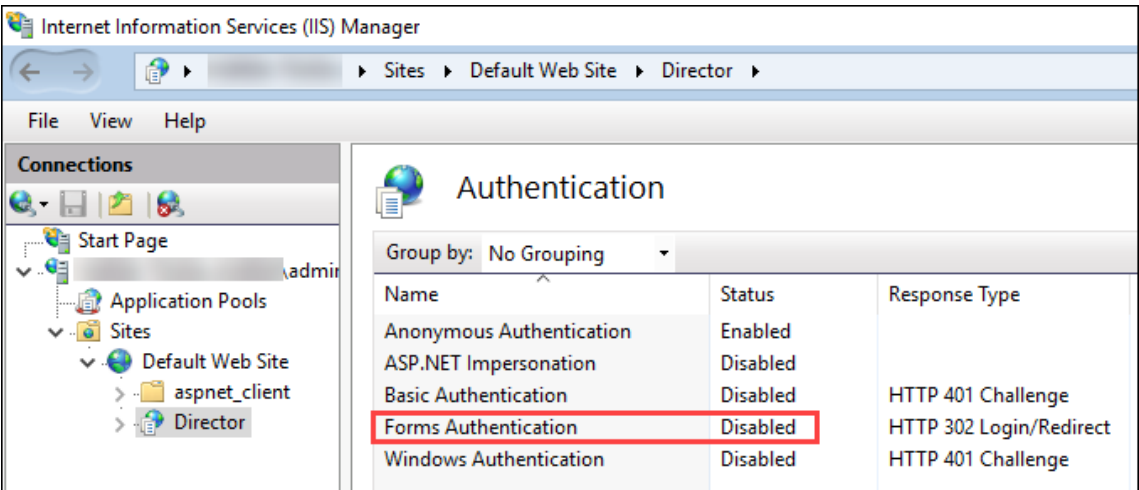 Internet Information Services (IIS) Manager
Sites Default Web Site Director
File View Help
Connections
Authentication
Start Page
Group by: No Grouping
\admin
Name Status Response Type
Application Pools
Anonymous Authentication Enabled
Sites
ASP.NET Impersonation Disabled
Default Web Site
Basic Authentication Disabled HTTP 401 Challenge
aspnet_client
Forms Authentication Disabled HTTP 302 Login/Redirect
Director
Windows Authentication Disabled HTTP 401 Challenge